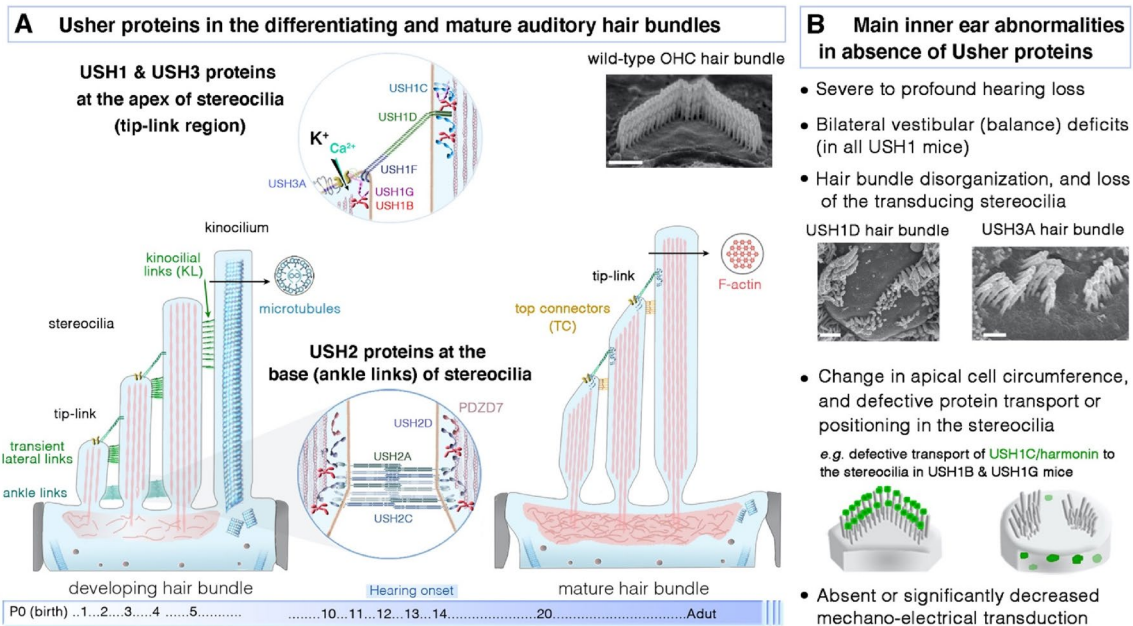 A Usher proteins in the differentiating and mature auditory hair bundles
USH1 & USH3 proteins
at the apex of stereocilia
(tip-link region)
USH1C
USH1D
K⁺
Ca²⁺
USH1F
USH3A
USH1G
USH1B
wild-type OHC hair bundle
kinocilium
kinocilial
links (KL)
microtubules
stereocilia
tip-link
transient
lateral links
ankle links
USH2 proteins at the
base (ankle links) of stereocilia
PDZD7
USH2D
USH2A
USH2C
tip-link
top connectors
(TC)
F-actin
developing hair bundle
Hearing onset
mature hair bundle
P0 (birth) ..1...2....3.....4 ......5...........
........10...11....12....13....14.......................20...................................Adut
B Main inner ear abnormalities
in absence of Usher proteins
• Severe to profound hearing loss
• Bilateral vestibular (balance) deficits
(in all USH1 mice)
• Hair bundle disorganization, and loss
of the transducing stereocilia
USH1D hair bundle
USH3A hair bundle
• Change in apical cell circumference,
and defective protein transport or
positioning in the stereocilia
e.g. defective transport of USH1C/harmonin to
the stereocilia in USH1B & USH1G mice
• Absent or significantly decreased
mechano-electrical transduction